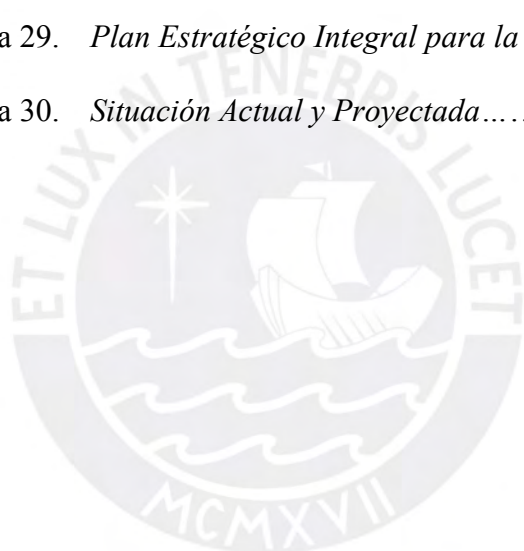 a 29. Plan Estratégico Integral para la
a 30. Situación Actual y Proyectada……
ET LUX IN TENEBRIS LUCET
MCMXVII